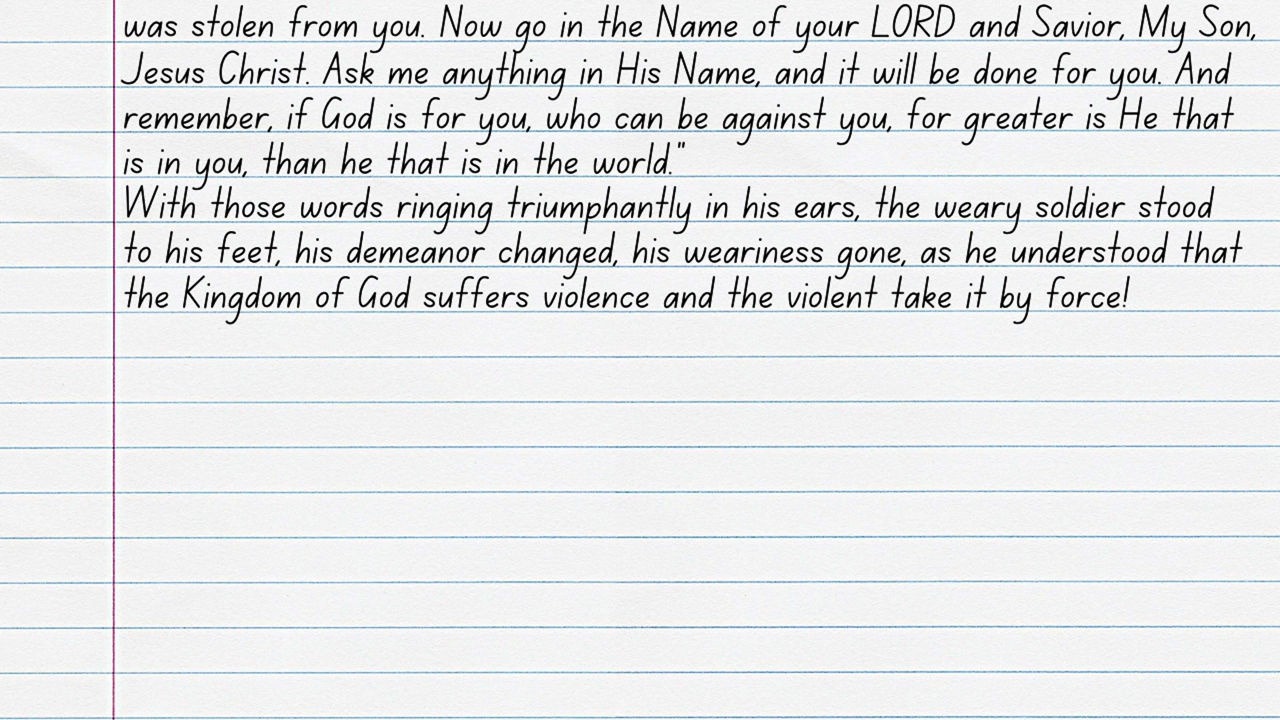 was stolen from you. Now go in the Name of your LORD and Savior, My Son,
Jesus Christ. Ask me anything in His Name, and it will be done for you. And
remember, if God is for you, who can be against you, for greater is He that
is in you, than he that is in the world."
With those words ringing triumphantly in his ears, the weary soldier stood
to his feet, his demeanor changed, his weariness gone, as he understood that
the Kingdom of God suffers violence and the violent take it by force!